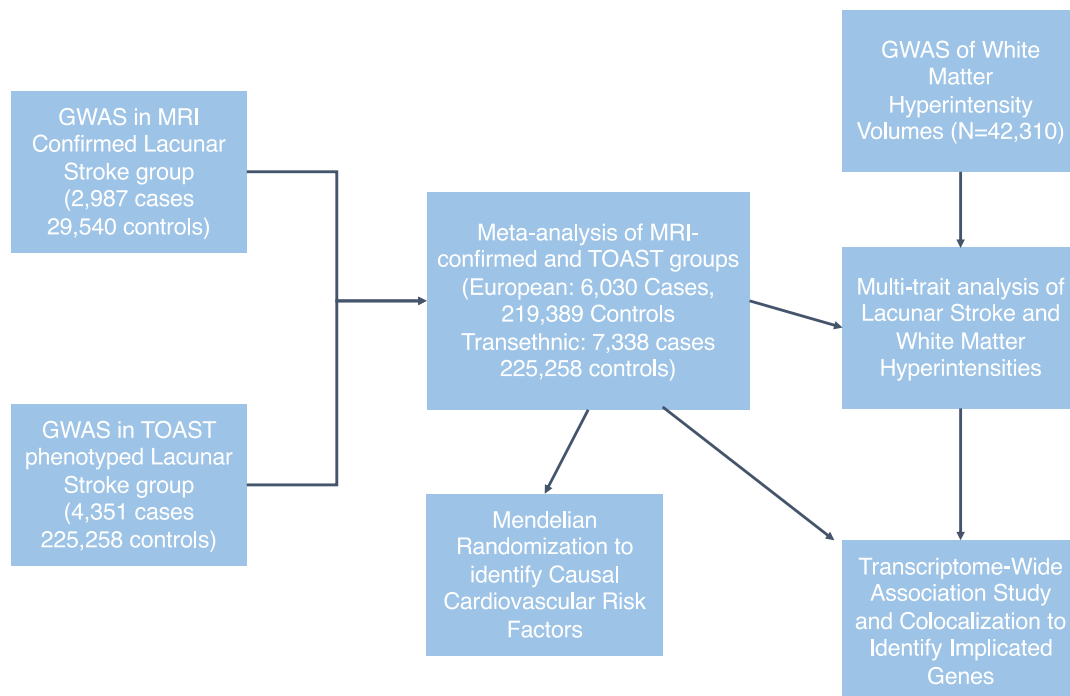 GWAS in MRI
Confirmed Lacunar
Stroke group
(2,987 cases
29,540 controls)
GWAS in TOAST
phenotyped Lacunar
Stroke group
(4,351 cases
225,258 controls)
Meta-analysis of MRI-
confirmed and TOAST groups
(European: 6,030 Cases,
219,389 Controls
Transethnic: 7,338 cases
225,258 controls)
Mendelian
Randomization to
identify Causal
Cardiovascular Risk
Factors
GWAS of White
Matter
Hyperintensity
Volumes (N=42,310)
Multi-trait analysis of
Lacunar Stroke and
White Matter
Hyperintensities
Transcriptome-Wide
Association Study
and Colocalization to
Identify Implicated
Genes